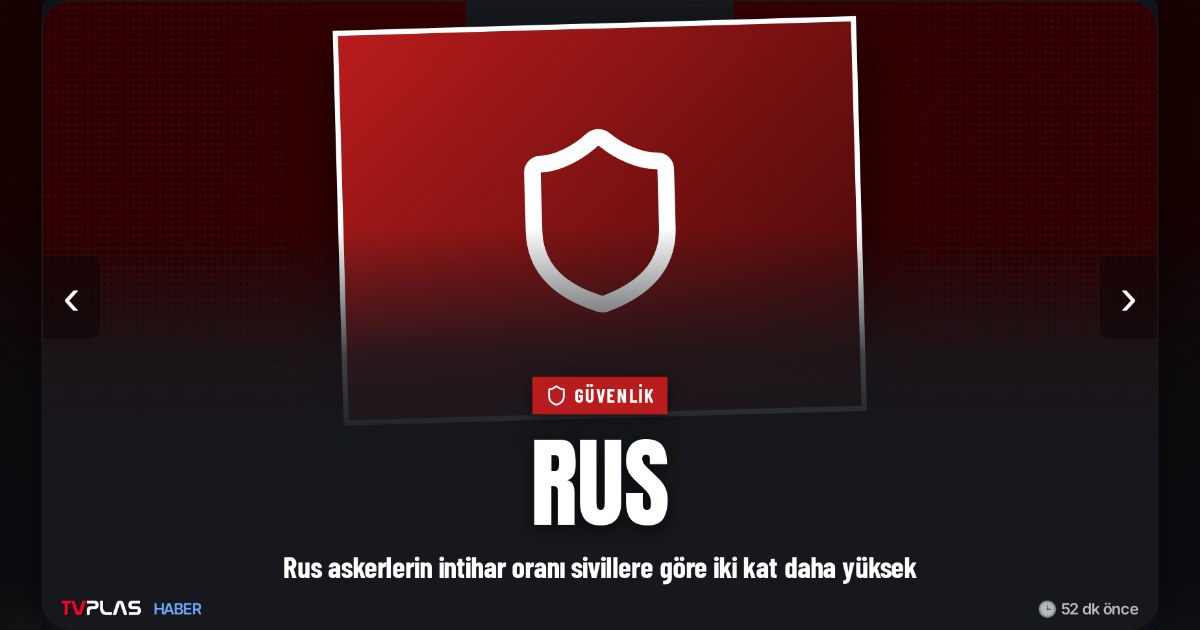 GÜVENLİK
RUS
Rus askerlerin intihar oranı sivillere göre iki kat daha yüksek
TVPLAS HABER
52 dk önce